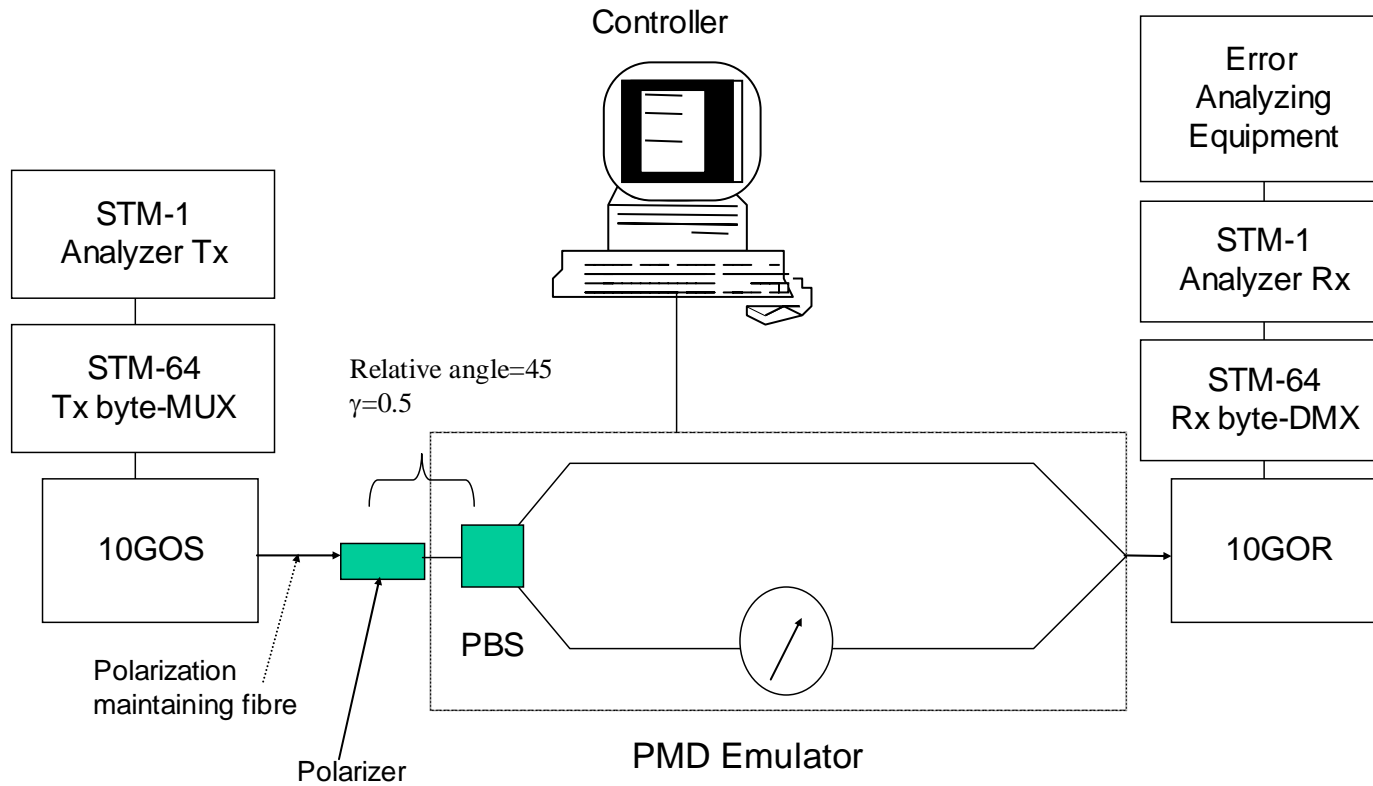 Controller
Error
Analyzing
Equipment
STM-1
Analyzer Tx
STM-1
Analyzer Rx
STM-64
Tx byte-MUX
Relative angle=45
γ=0.5
STM-64
Rx byte-DMX
10GOS
10GOR
PBS
Polarization
maintaining fibre
Polarizer
PMD Emulator